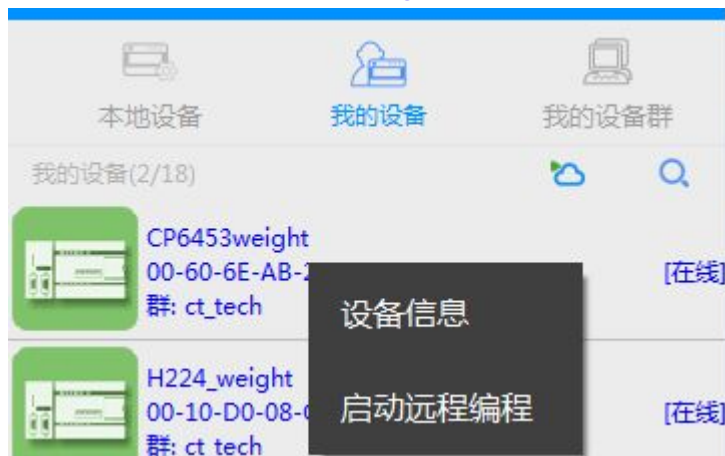 本地设备
我的设备
我的设备群
我的设备(2/18)
CP6453weight
00-60-6E-AB-
[在线]
群: ct_tech
设备信息
H224_weight
00-10-D0-08-
启动远程编程
[在线]
群: ct tech